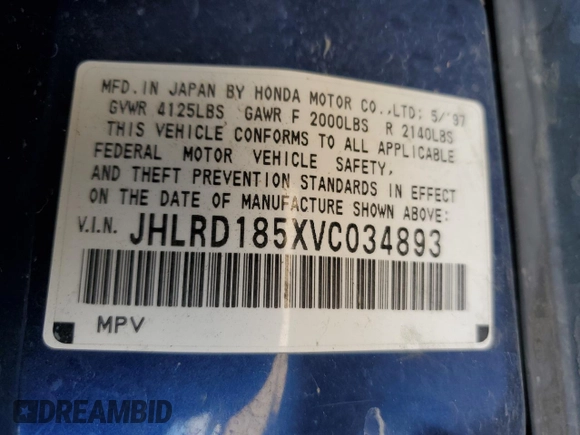 MFD. IN JAPAN BY HONDA MOTOR CO.,LTD; 5/'97
GVWR 4125LBS GAWR F 2000LBS R 2140LBS
THIS VEHICLE CONFORMS TO ALL APPLICABLE
FEDERAL MOTOR VEHICLE SAFETY,
AND THEFT PREVENTION STANDARDS IN EFFECT
ON THE DATE OF MANUFACTURE SHOWN ABOVE:
V.I.N. JHLRD185XVC034893
MPV
DREAMBID